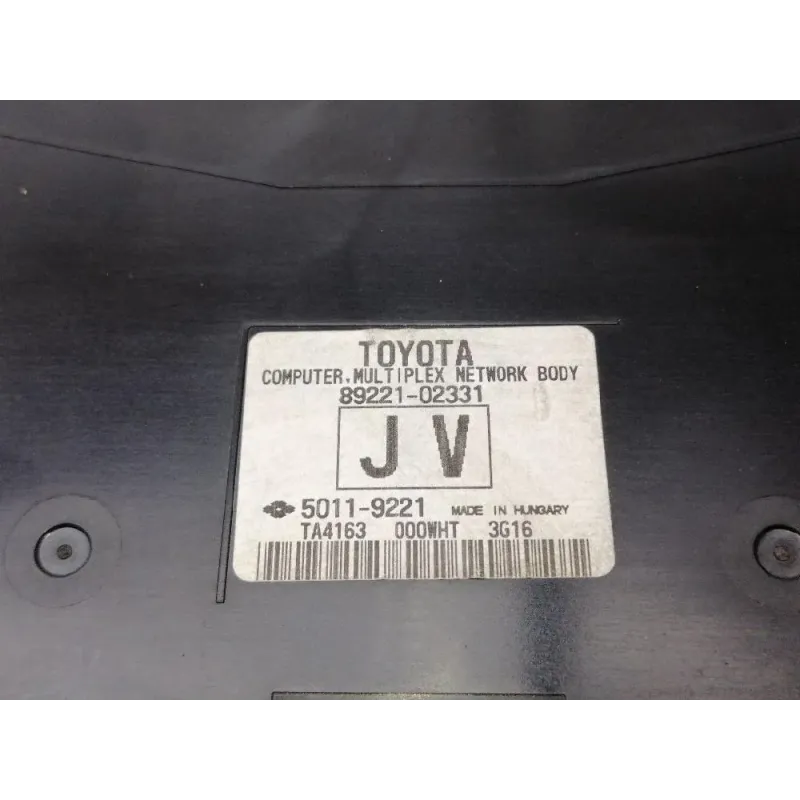 TOYOTA
COMPUTER,MULTIPLEX NETWORK BODY
89221-02331
JV
5011-9221 MADE IN HUNGARY
TA4163 000WHT 3G16